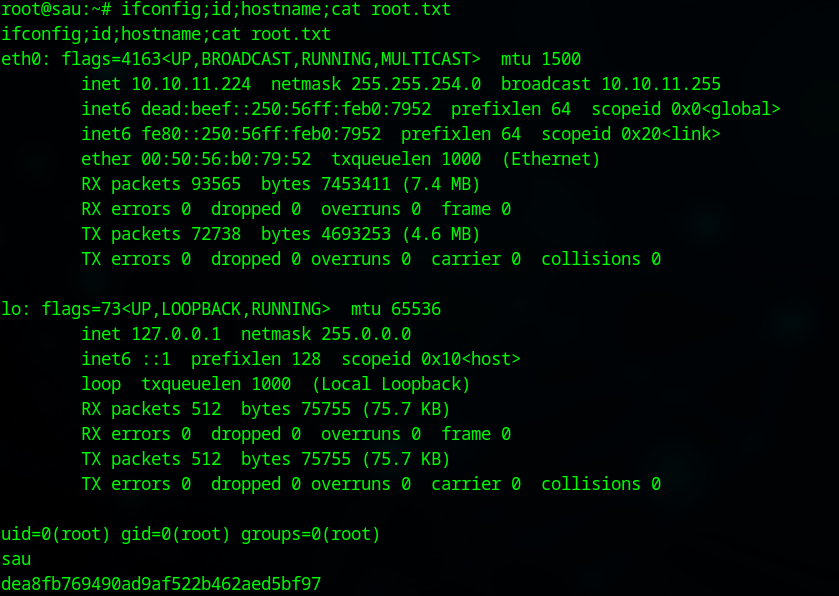 root@sau:~# ifconfig;id;hostname;cat root.txt
ifconfig;id;hostname;cat root.txt
eth0: flags=4163<UP,BROADCAST,RUNNING,MULTICAST>  mtu 1500
        inet 10.10.11.224  netmask 255.255.254.0  broadcast 10.10.11.255
        inet6 dead:beef::250:56ff:feb0:7952  prefixlen 64  scopeid 0x0<global>
        inet6 fe80::250:56ff:feb0:7952  prefixlen 64  scopeid 0x20<link>
        ether 00:50:56:b0:79:52  txqueuelen 1000  (Ethernet)
        RX packets 93565  bytes 7453411 (7.4 MB)
        RX errors 0  dropped 0  overruns 0  frame 0
        TX packets 72738  bytes 4693253 (4.6 MB)
        TX errors 0  dropped 0 overruns 0  carrier 0  collisions 0
lo: flags=73<UP,LOOPBACK,RUNNING>  mtu 65536
        inet 127.0.0.1  netmask 255.0.0.0
        inet6 ::1  prefixlen 128  scopeid 0x10<host>
        loop  txqueuelen 1000  (Local Loopback)
        RX packets 512  bytes 75755 (75.7 KB)
        RX errors 0  dropped 0  overruns 0  frame 0
        TX packets 512  bytes 75755 (75.7 KB)
        TX errors 0  dropped 0 overruns 0  carrier 0  collisions 0
uid=0(root) gid=0(root) groups=0(root)
sau
dea8fb769490ad9af522b462aed5bf97